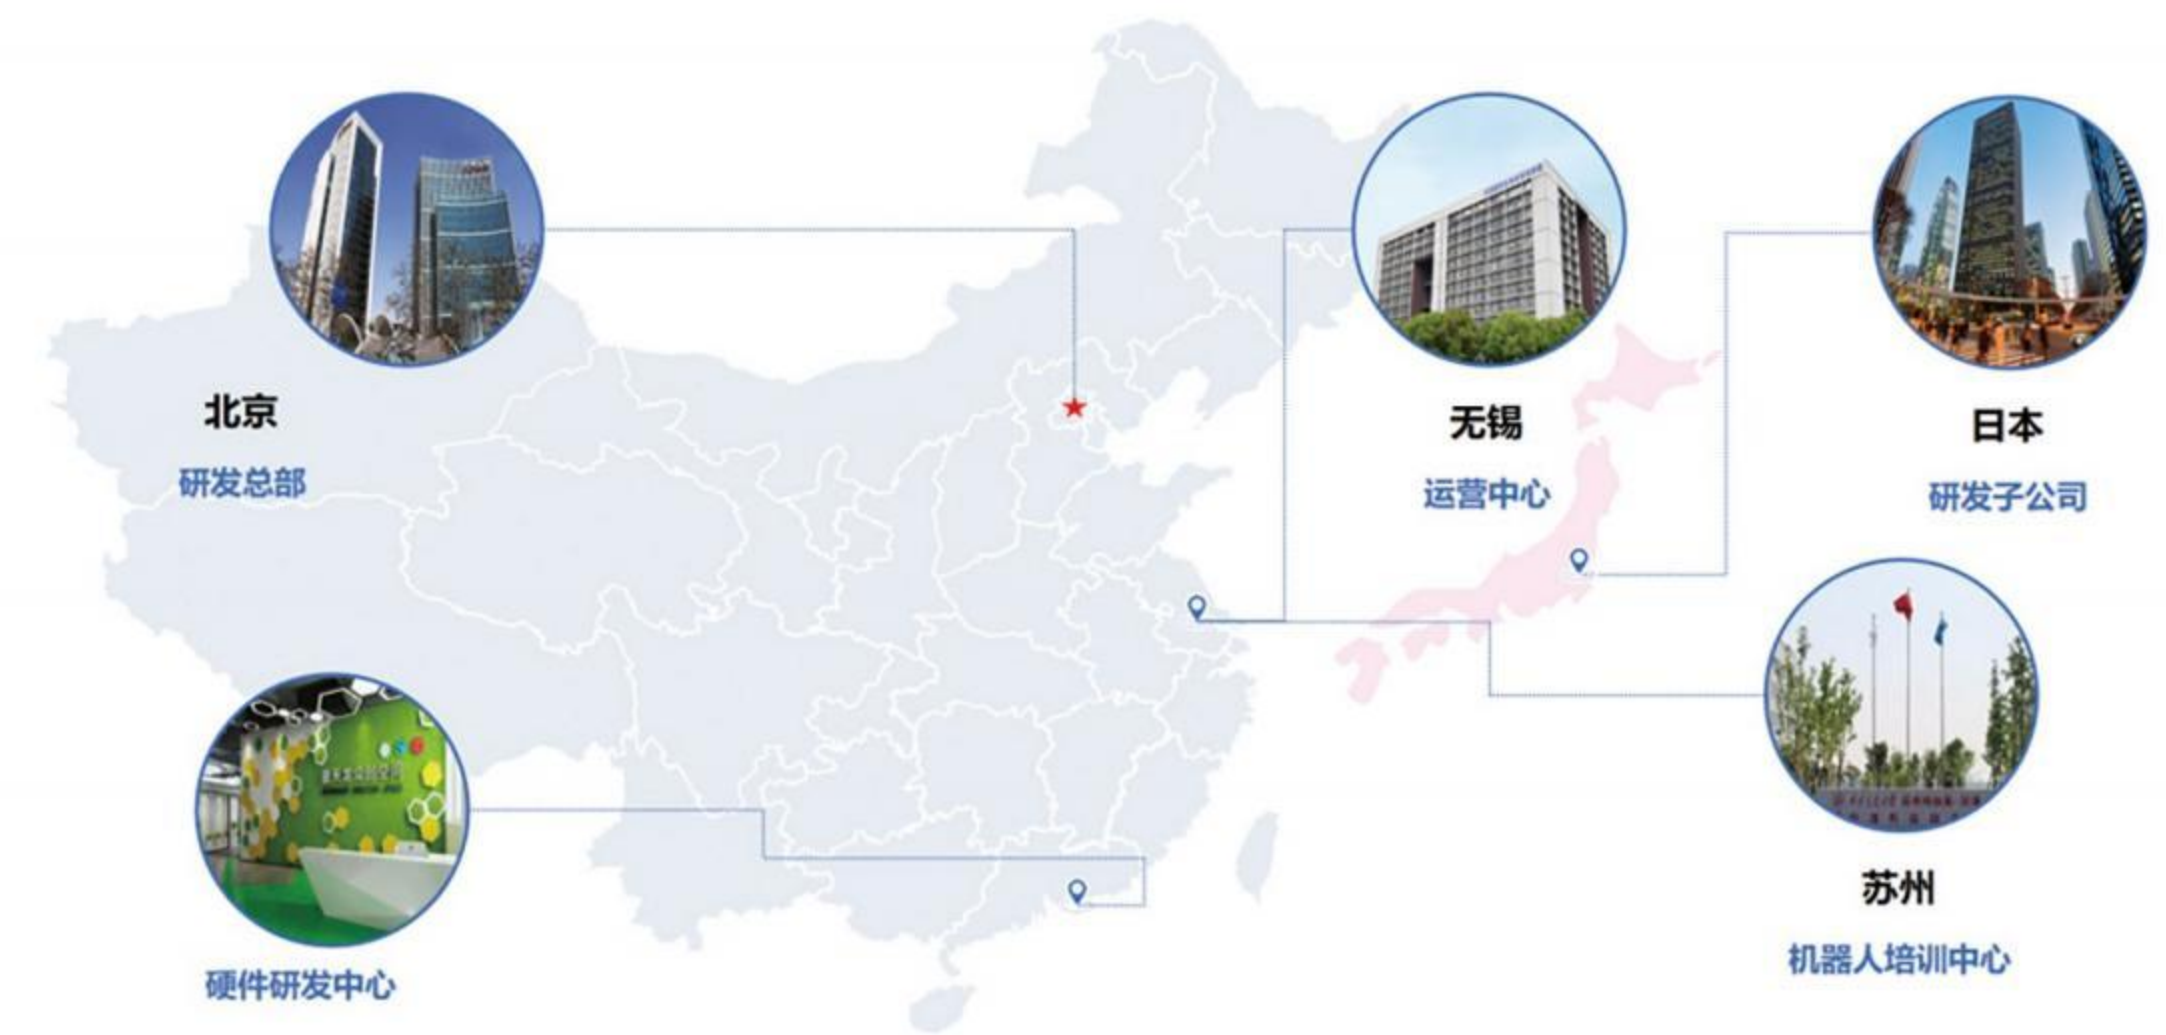 北京
研发总部
无锡
运营中心
日本
研发子公司
苏州
机器人培训中心
硬件研发中心